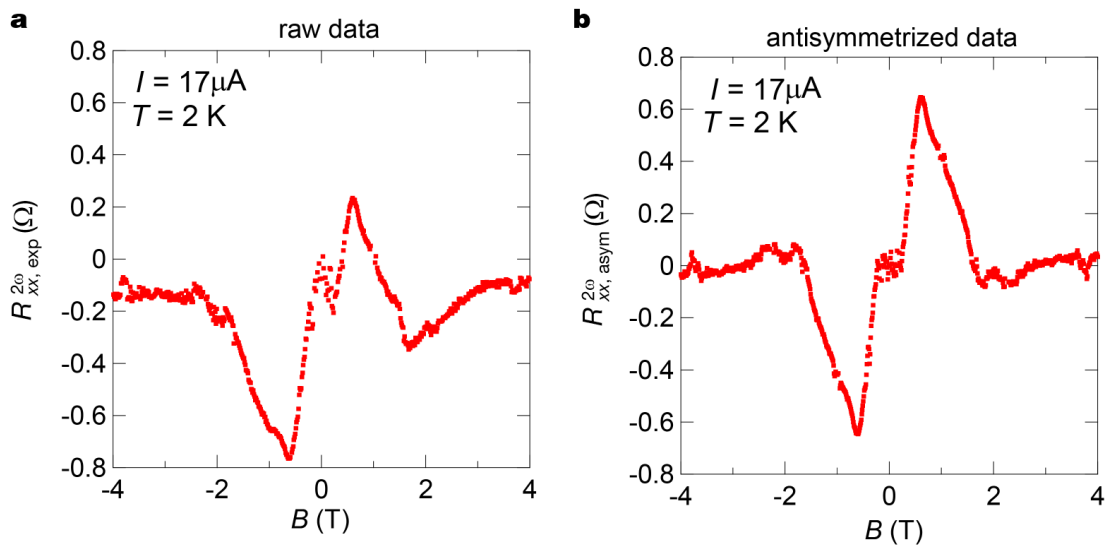 a
raw data
I = 17μA
T = 2 K
0.8
0.6
0.4
0.2
0
-0.2
-0.4
-0.6
-0.8
-4
-2
0
2
4
R 2ω xx, exp (Ω)
B (T)
b
antisymmetrized data
I = 17μA
T = 2 K
0.8
0.6
0.4
0.2
0
-0.2
-0.4
-0.6
-0.8
-4
-2
0
2
4
R 2ω xx, asym (Ω)
B (T)